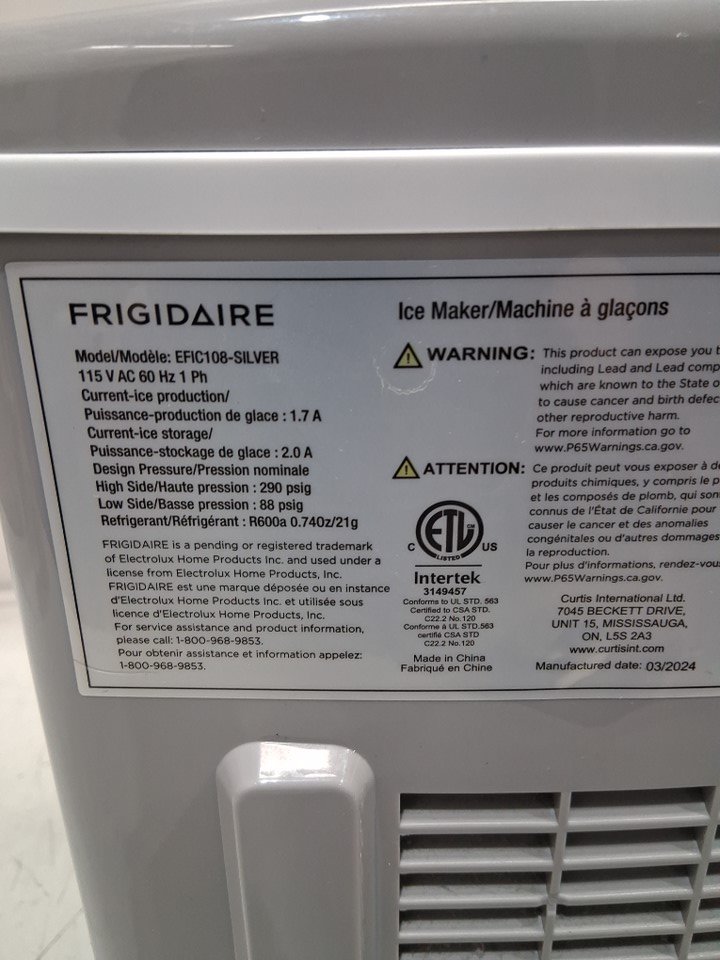 FRIGIDAIRE
Model/Modèle: EFIC108-SILVER
115 V AC 60 Hz 1 Ph
Current-ice production/
Puissance-production de glace : 1.7 A
Current-ice storage/
Puissance-stockage de glace : 2.0 A
Design Pressure/Pression nominale
High Side/Haute pression : 290 psig
Low Side/Basse pression : 88 psig
Refrigerant/Réfrigérant : R600a 0.740z/21g
FRIGIDAIRE is a pending or registered trademark
of Electrolux Home Products Inc. and used under a
license from Electrolux Home Products, Inc.
FRIGIDAIRE est une marque déposée ou en instance
d'Electrolux Home Products Inc. et utilisée sous
licence d'Electrolux Home Products, Inc.
For service assistance and product information,
please call: 1-800-968-9853.
Pour obtenir assistance et information appelez:
1-800-968-9853.
Ice Maker/Machine à glaçons
WARNING: This product can expose you
including Lead and Lead
which are known to the State
to cause cancer and birth
other reproductive harm.
For more information go to
www.P65Warnings.ca.gov.
ATTENTION: Ce produit peut vous exposer à
produits chimiques, y compris le
et les composés de plomb, qui
connus de l'État de Californie pour
causer le cancer et des anomalies
congénitales ou d'autres dommages
la reproduction.
Pour plus d'informations, rendez-vous
www.P65Warnings.ca.gov.
C ETL US
LISTED
Intertek
3149457
Conforms to UL STD. 563
Certified to CSA STD.
C22.2 No.120
Conforme à UL STD.563
certifié CSA STD
C22.2 No.120
Made in China
Fabriqué en Chine
Curtis International Ltd.
7045 BECKETT DRIVE,
UNIT 15, MISSISSAUGA,
ON, L5S 2A3
www.curtisint.com
Manufactured date: 03/2024